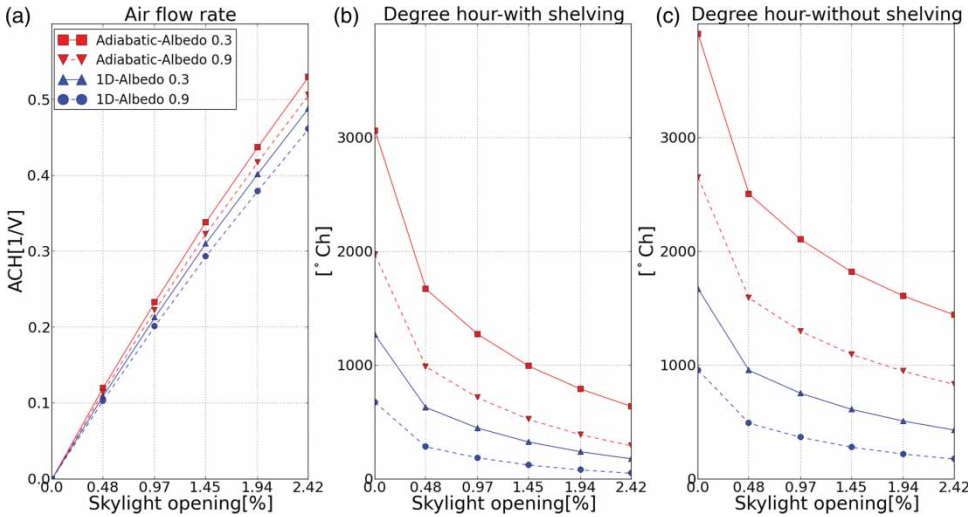 (a) Air flow rate
Adiabatic-Albedo 0.3
Adiabatic-Albedo 0.9
1D-Albedo 0.3
1D-Albedo 0.9
ACH[1/V]
0.5
0.4
0.3
0.2
0.1
0.0
0.0 0.48 0.97 1.45 1.94 2.42
Skylight opening[%]
(b) Degree hour-with shelving
[°Ch]
3000
2000
1000
0
0.0 0.48 0.97 1.45 1.94 2.42
Skylight opening[%]
(c) Degree hour-without shelving
[°Ch]
3000
2000
1000
0
0.0 0.48 0.97 1.45 1.94 2.42
Skylight opening[%]